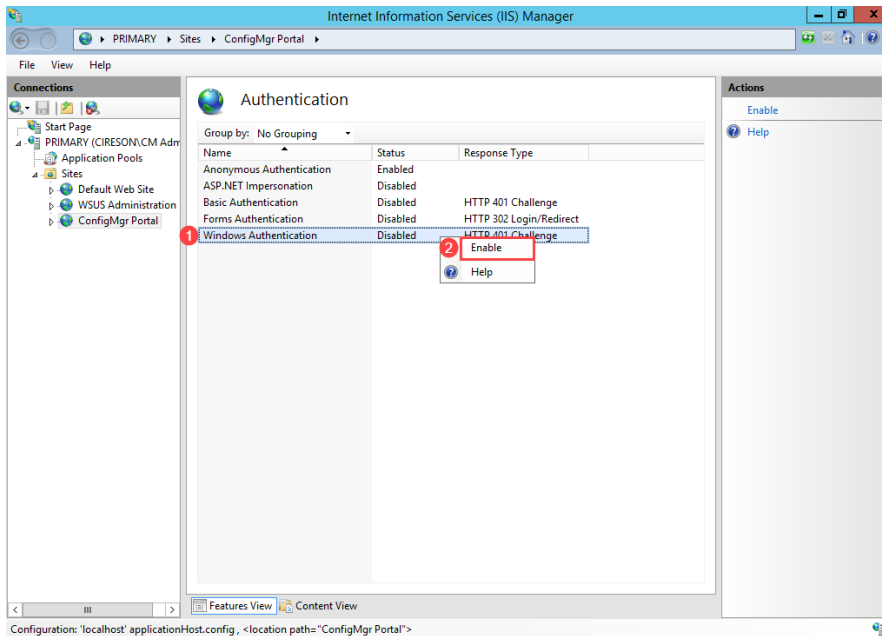 Internet Information Services (IIS) Manager
PRIMARY
Sites
ConfigMgr Portal
File View Help
Connections
Start Page
PRIMARY (CIRESON\CM Adm
Application Pools
Sites
Default Web Site
WSUS Administration
ConfigMgr Portal
Authentication
Group by: No Grouping
Name Status Response Type
Anonymous Authentication Enabled
ASP.NET Impersonation Disabled
Basic Authentication Disabled HTTP 401 Challenge
Forms Authentication Disabled HTTP 302 Login/Redirect
1 Windows Authentication Disabled HTTP 401 Challenge
2 Enable
Help
Features View Content View
Actions
Enable
Help
Configuration: 'localhost' applicationHost.config , <location path="ConfigMgr Portal">